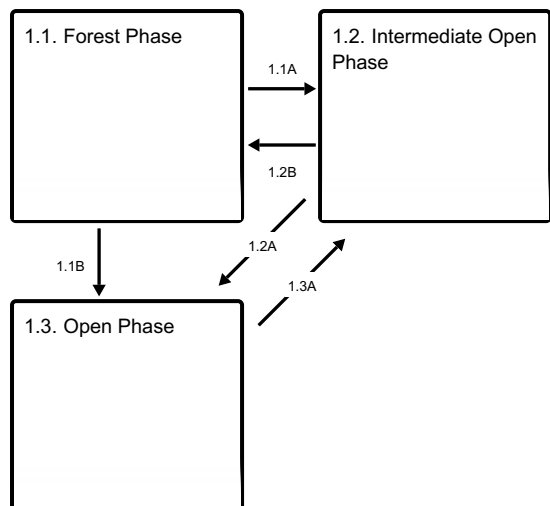 1.1. Forest Phase
1.2. Intermediate Open
Phase
1.1A
1.2B
1.2A
1.1B
1.3A
1.3. Open Phase